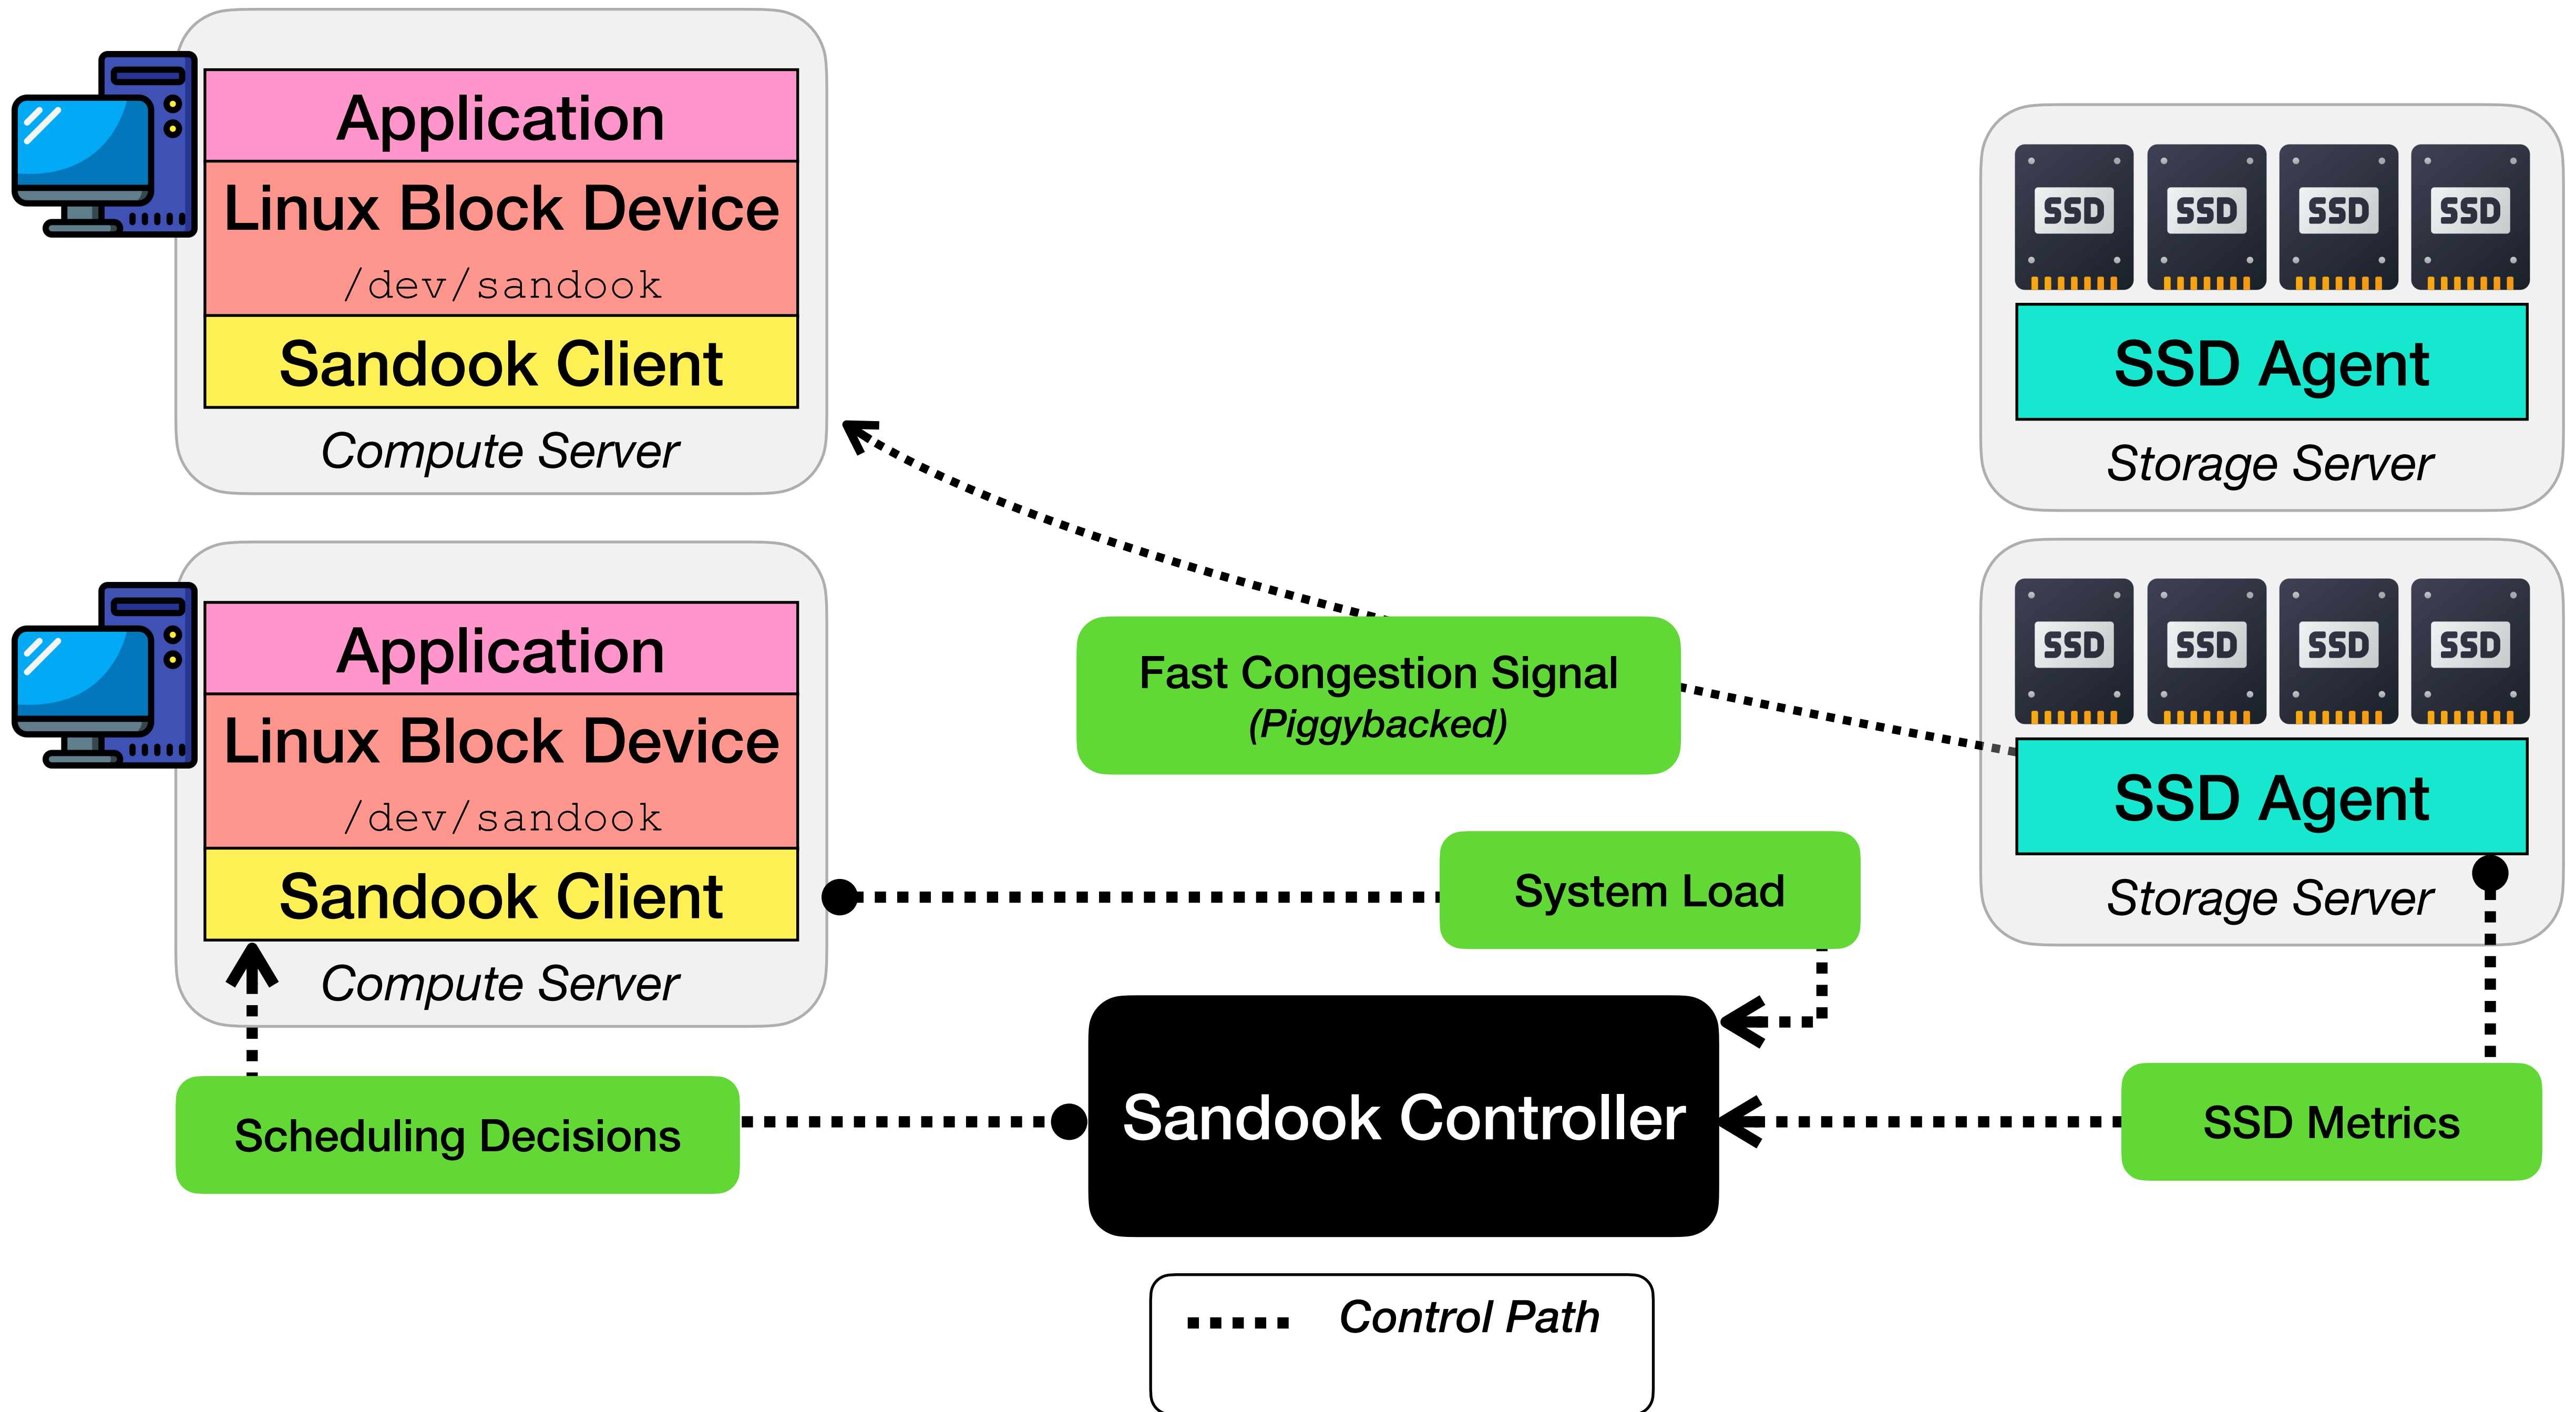 Application
Linux Block Device
/dev/sandook
Sandook Client
Compute Server
SSD SSD SSD SSD
SSD Agent
Storage Server
Application
Linux Block Device
/dev/sandook
Sandook Client
Compute Server
Fast Congestion Signal
(Piggybacked)
SSD SSD SSD SSD
SSD Agent
Storage Server
System Load
Scheduling Decisions
Sandook Controller
SSD Metrics
Control Path